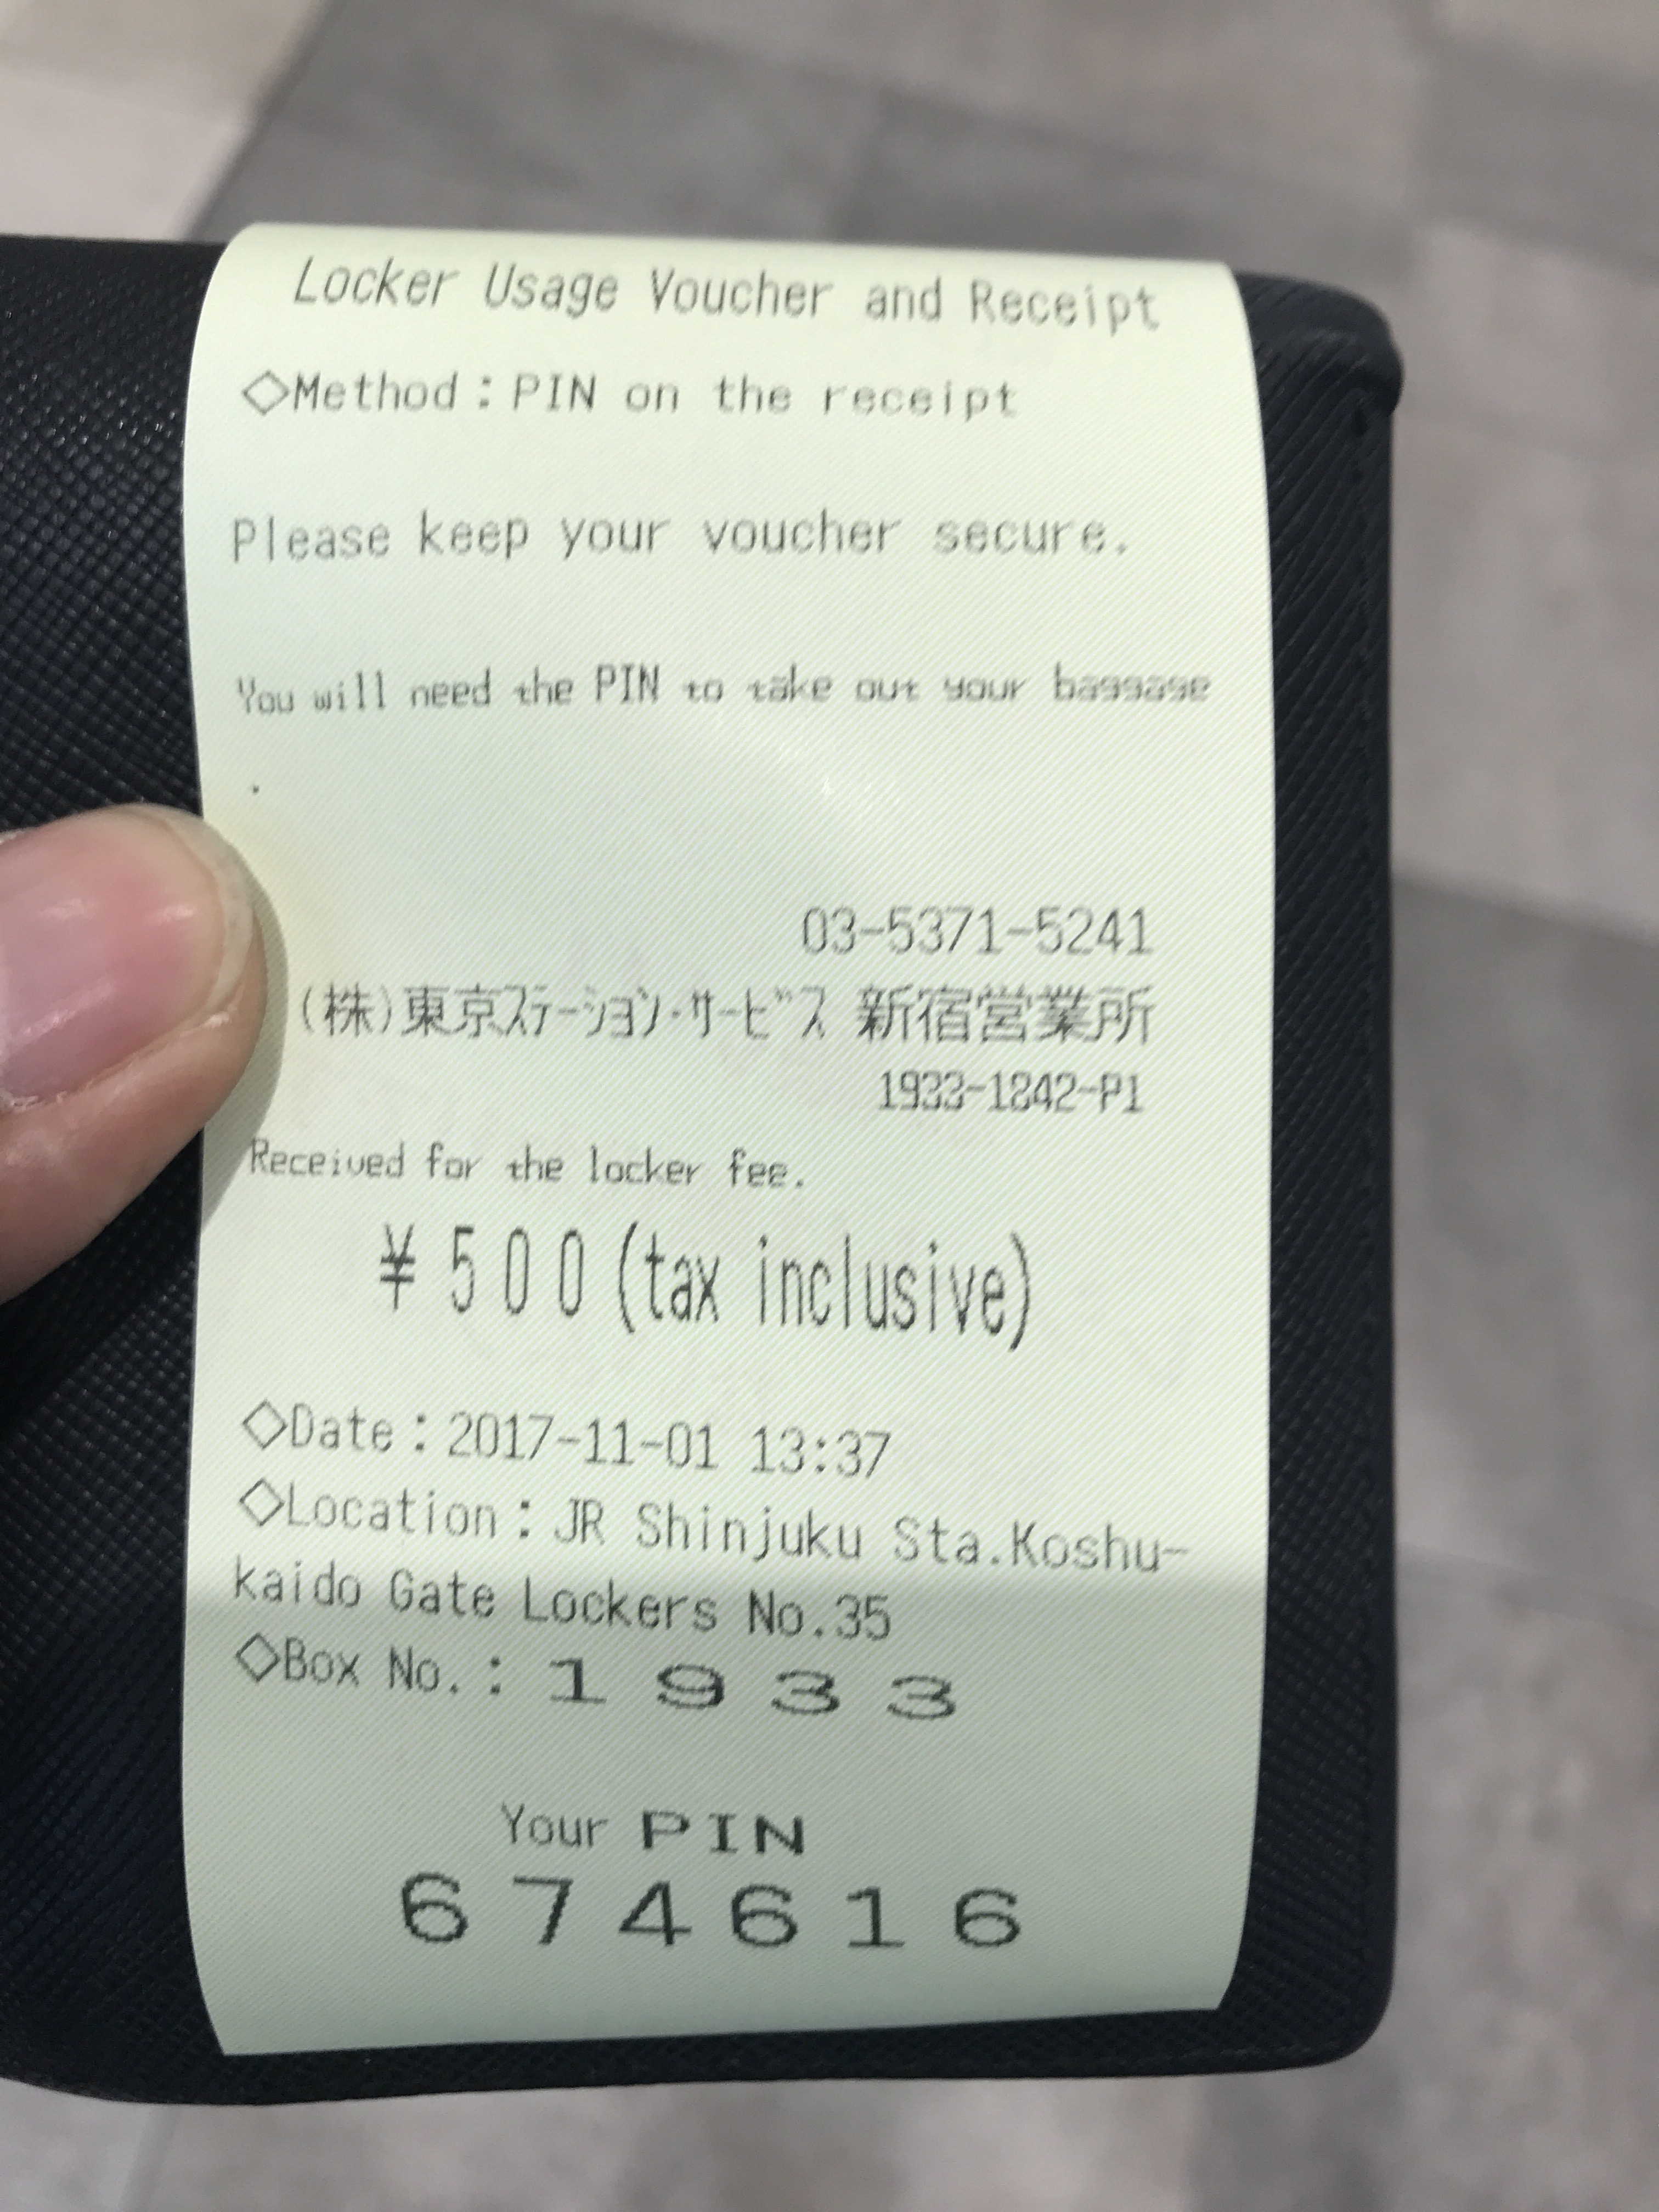 Locker Usage Voucher and Receipt
◇Method：PIN on the receipt
Please keep your voucher secure.
You will need the PIN to take out your baggage
.
03-5371-5241
(株)東京ｽﾃｰｼｮﾝ･ｻｰﾋﾞｽ 新宿営業所
1933-1842-P1
Received for the locker fee.
¥500(tax inclusive)
◇Date：2017-11-01 13:37
◇Location：JR Shinjuku Sta.Koshu-
kaido Gate Lockers No.35
◇Box No.：1933
Your PIN
674616